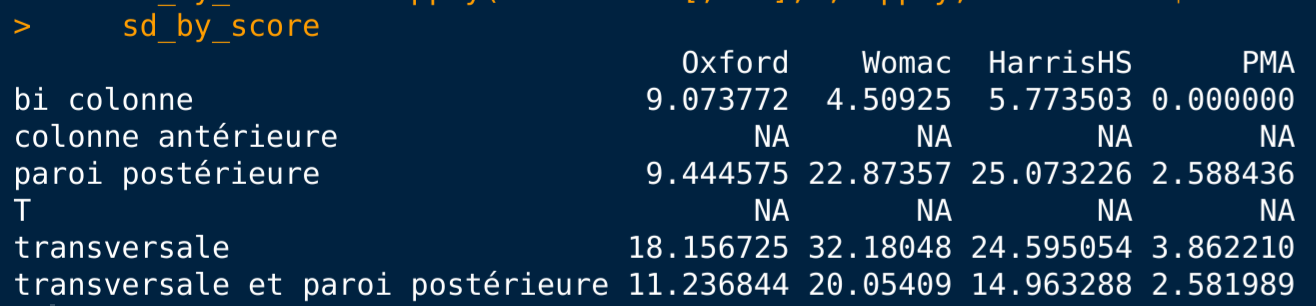 > sd_by_score
Oxford Womac HarrisHS PMA
bi colonne 9.073772 4.50925 5.773503 0.000000
colonne antérieure NA NA NA NA
paroi postérieure 9.444575 22.87357 25.073226 2.588436
T NA NA NA NA
transversale 18.156725 32.18048 24.595054 3.862210
transversale et paroi postérieure 11.236844 20.05409 14.963288 2.581989